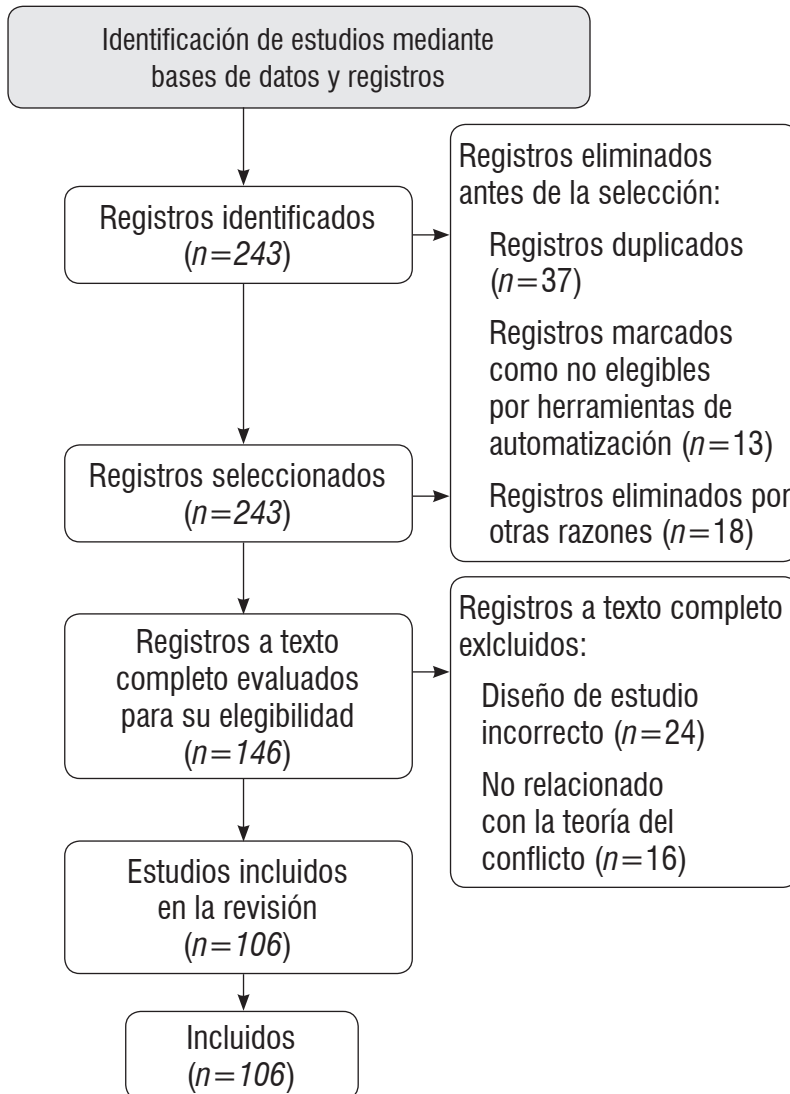 Identificación de estudios mediante
bases de datos y registros
Registros identificados
(n=243)
Registros eliminados
antes de la selección:
Registros duplicados
(n=37)
Registros marcados
como no elegibles
por herramientas de
automatización (n=13)
Registros eliminados por
otras razones (n=18)
Registros seleccionados
(n=243)
Registros a texto
completo evaluados
para su elegibilidad
(n=146)
Registros a texto completo
exlcluidos:
Diseño de estudio
incorrecto (n=24)
No relacionado
con la teoría del
conflicto (n=16)
Estudios incluidos
en la revisión
(n=106)
Incluidos
(n=106)